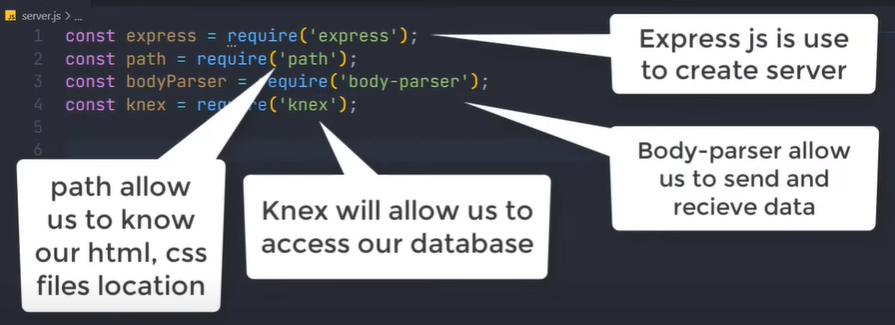 JS server.js > ...
1 const express = require('express');
2 const path = require('path');
3 const bodyParser = require('body-parser');
4 const knex = require('knex');
5
6
Express js is use
to create server
Body-parser allow
us to send and
recieve data
path allow
us to know
our html, css
files location
Knex will allow us to
access our database